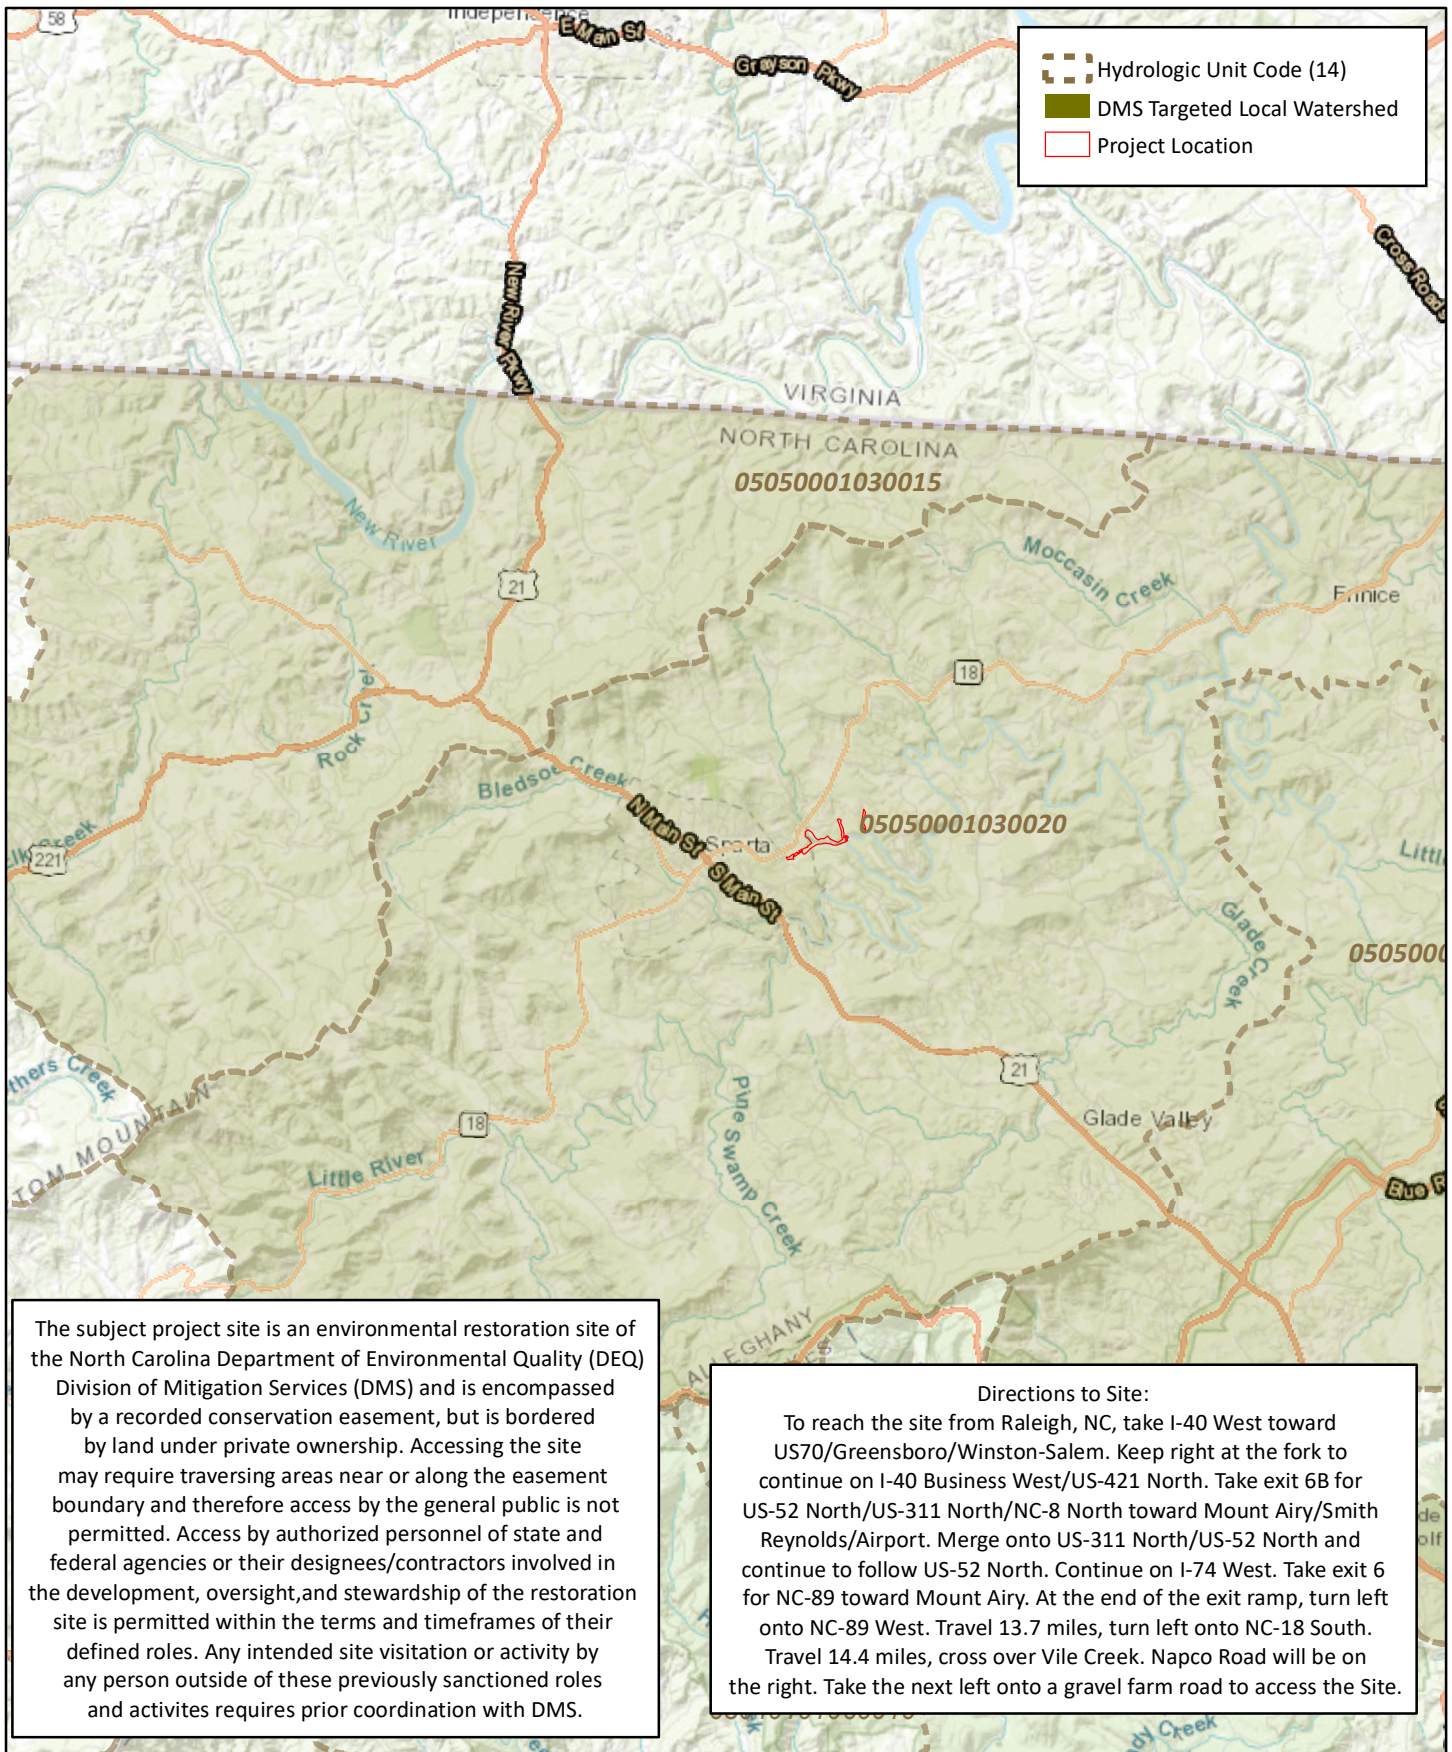 58
Independence
E Main St
Grayson Pkwy
Hydrologic Unit Code (14)
DMS Targeted Local Watershed
Project Location
Cross Roads
New River Pkwy
VIRGINIA
NORTH CAROLINA
05050001030015
New River
Moccasin Creek
21
Ennice
18
Rock Creek
Bledsoe Creek
N Main St
Sparta
05050001030020
Elk Creek
221
S Main St
Little
Glade Creek
0505000
21
thers Creek
Pine Swamp Creek
Glade Valley
18
TOM MOUNTAIN
Little River
Blue R
ALLEGHANY
The subject project site is an environmental restoration site of
the North Carolina Department of Environmental Quality (DEQ)
Division of Mitigation Services (DMS) and is encompassed
by a recorded conservation easement, but is bordered
by land under private ownership. Accessing the site
may require traversing areas near or along the easement
boundary and therefore access by the general public is not
permitted. Access by authorized personnel of state and
federal agencies or their designees/contractors involved in
the development, oversight,and stewardship of the restoration
site is permitted within the terms and timeframes of their
defined roles. Any intended site visitation or activity by
any person outside of these previously sanctioned roles
and activites requires prior coordination with DMS.
Directions to Site:
To reach the site from Raleigh, NC, take I-40 West toward
US70/Greensboro/Winston-Salem. Keep right at the fork to
continue on I-40 Business West/US-421 North. Take exit 6B for
US-52 North/US-311 North/NC-8 North toward Mount Airy/Smith
Reynolds/Airport. Merge onto US-311 North/US-52 North and
continue to follow US-52 North. Continue on I-74 West. Take exit 6
for NC-89 toward Mount Airy. At the end of the exit ramp, turn left
onto NC-89 West. Travel 13.7 miles, turn left onto NC-18 South.
Travel 14.4 miles, cross over Vile Creek. Napco Road will be on
the right. Take the next left onto a gravel farm road to access the Site.
de
olf
dy Creek